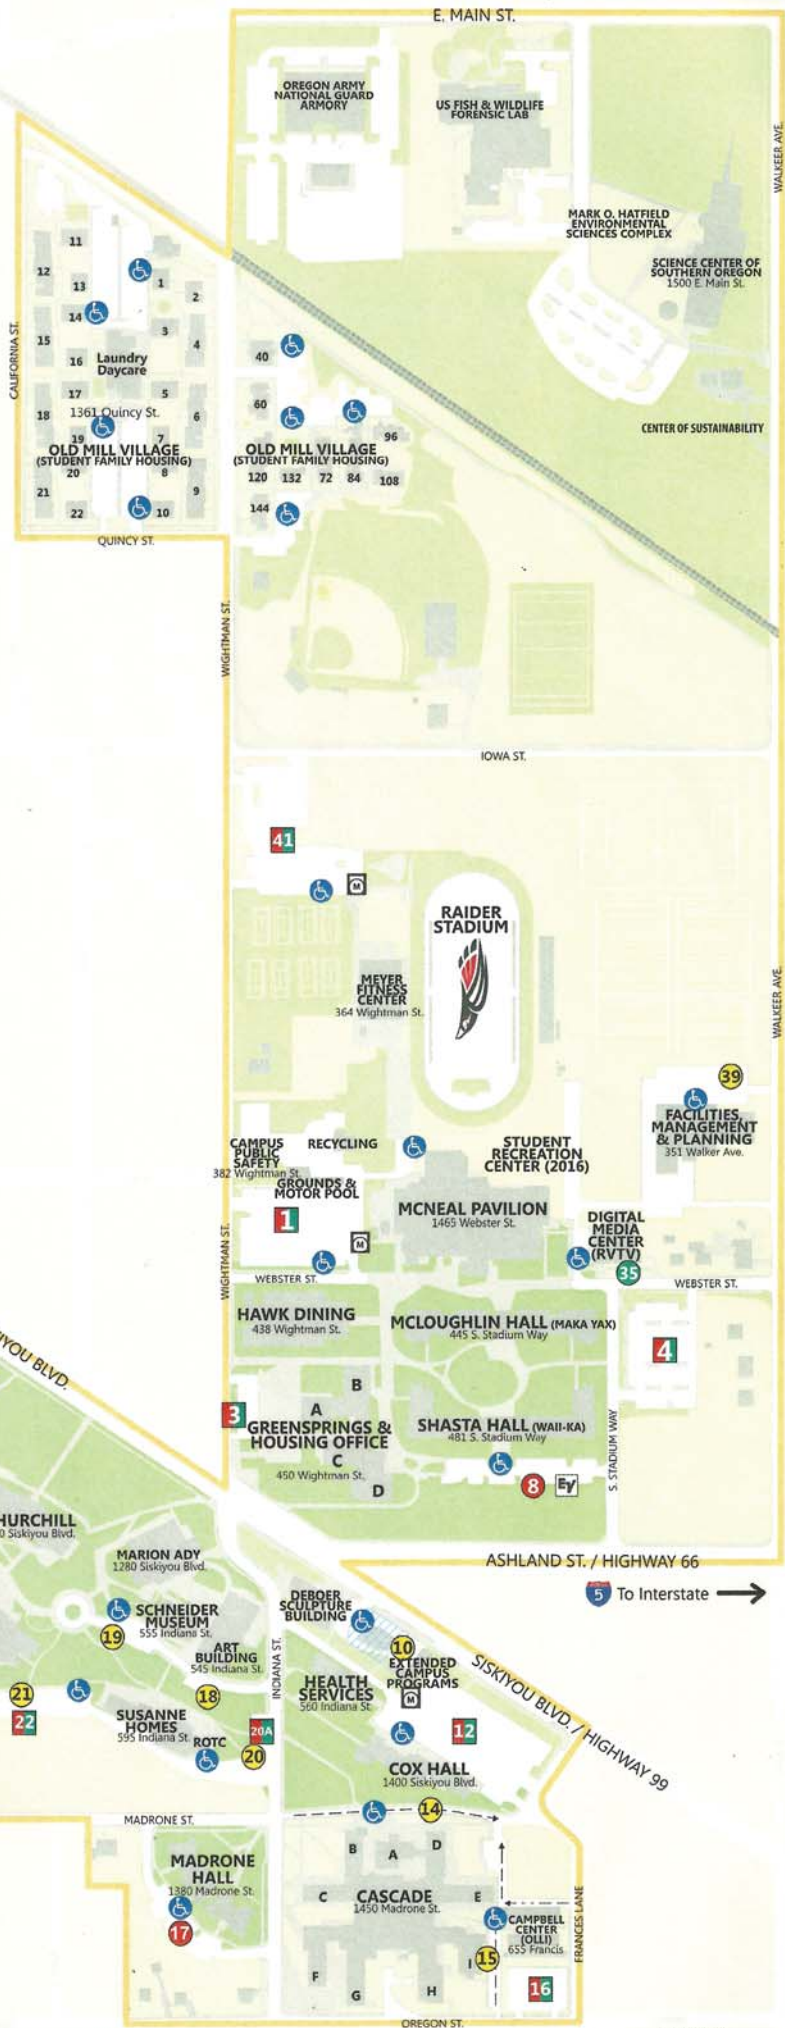 E. MAIN ST.
OREGON ARMY
NATIONAL GUARD
ARMORY
US FISH & WILDLIFE
FORENSIC LAB
WALKEER AVE.
MARK O. HATFIELD
ENVIRONMENTAL
SCIENCES COMPLEX
SCIENCE CENTER OF
SOUTHERN OREGON
1500 E. Main St.
CENTER OF SUSTAINABILITY
CALIFORNIA ST.
11
12
13
1
2
14
3
15
4
16
Laundry
Daycare
17
5
1361 Quincy St.
18
6
19
7
OLD MILL VILLAGE
(STUDENT FAMILY HOUSING)
20
8
21
9
22
10
QUINCY ST.
40
60
96
OLD MILL VILLAGE
(STUDENT FAMILY HOUSING)
120
132
72
84
108
144
WIGHTMAN ST.
IOWA ST.
41
M
RAIDER
STADIUM
MEYER
FITNESS
CENTER
364 Wightman St.
WALKEER AVE.
39
FACILITIES,
MANAGEMENT
& PLANNING
351 Walker Ave.
CAMPUS
PUBLIC
SAFETY
382 Wightman St.
RECYCLING
STUDENT
RECREATION
CENTER (2016)
GROUNDS &
MOTOR POOL
1
MCNEAL PAVILION
1465 Webster St.
M
DIGITAL
MEDIA
CENTER
(RVTV)
35
WIGHTMAN ST.
WEBSTER ST.
WEBSTER ST.
HAWK DINING
438 Wightman St.
MCLOUGHLIN HALL (MAKA YAX)
445 S. Stadium Way
4
IYOU BLVD.
B
3
A
GREENSPRINGS &
HOUSING OFFICE
C
450 Wightman St.
D
SHASTA HALL (WAII-KA)
481 S. Stadium Way
8
EV
S. STADIUM WAY
HURCHILL
0 Siskiyou Blvd.
MARION ADY
1280 Siskiyou Blvd.
ASHLAND ST. / HIGHWAY 66
5 To Interstate
SCHNEIDER
MUSEUM
555 Indiana St.
19
ART
BUILDING
545 Indiana St.
INDIANA ST.
DEBOER
SCULPTURE
BUILDING
10
EXTENDED
CAMPUS
PROGRAMS
M
SISKIYOU BLVD. / HIGHWAY 99
21
22
18
SUSANNE
HOMES
595 Indiana St.
ROTC
20A
20
HEALTH
SERVICES
560 Indiana St
12
COX HALL
1400 Siskiyou Blvd.
14
MADRONE ST.
MADRONE
HALL
1380 Madrone St.
17
B
A
D
C
CASCADE
1450 Madrone St.
E
CAMPBELL
CENTER
(OLLI)
655 Francis
FRANCES LANE
15
I
F
G
H
16
OREGON ST.